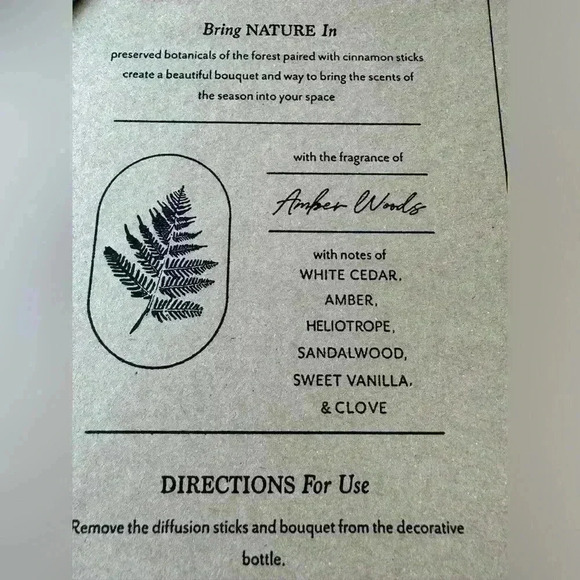 Bring NATURE In
preserved botanicals of the forest paired with cinnamon sticks
create a beautiful bouquet and way to bring the scents of
the season into your space
with the fragrance of
Amber Woods
with notes of
WHITE CEDAR,
AMBER,
HELIOTROPE,
SANDALWOOD,
SWEET VANILLA,
& CLOVE
DIRECTIONS For Use
Remove the diffusion sticks and bouquet from the decorative
bottle.